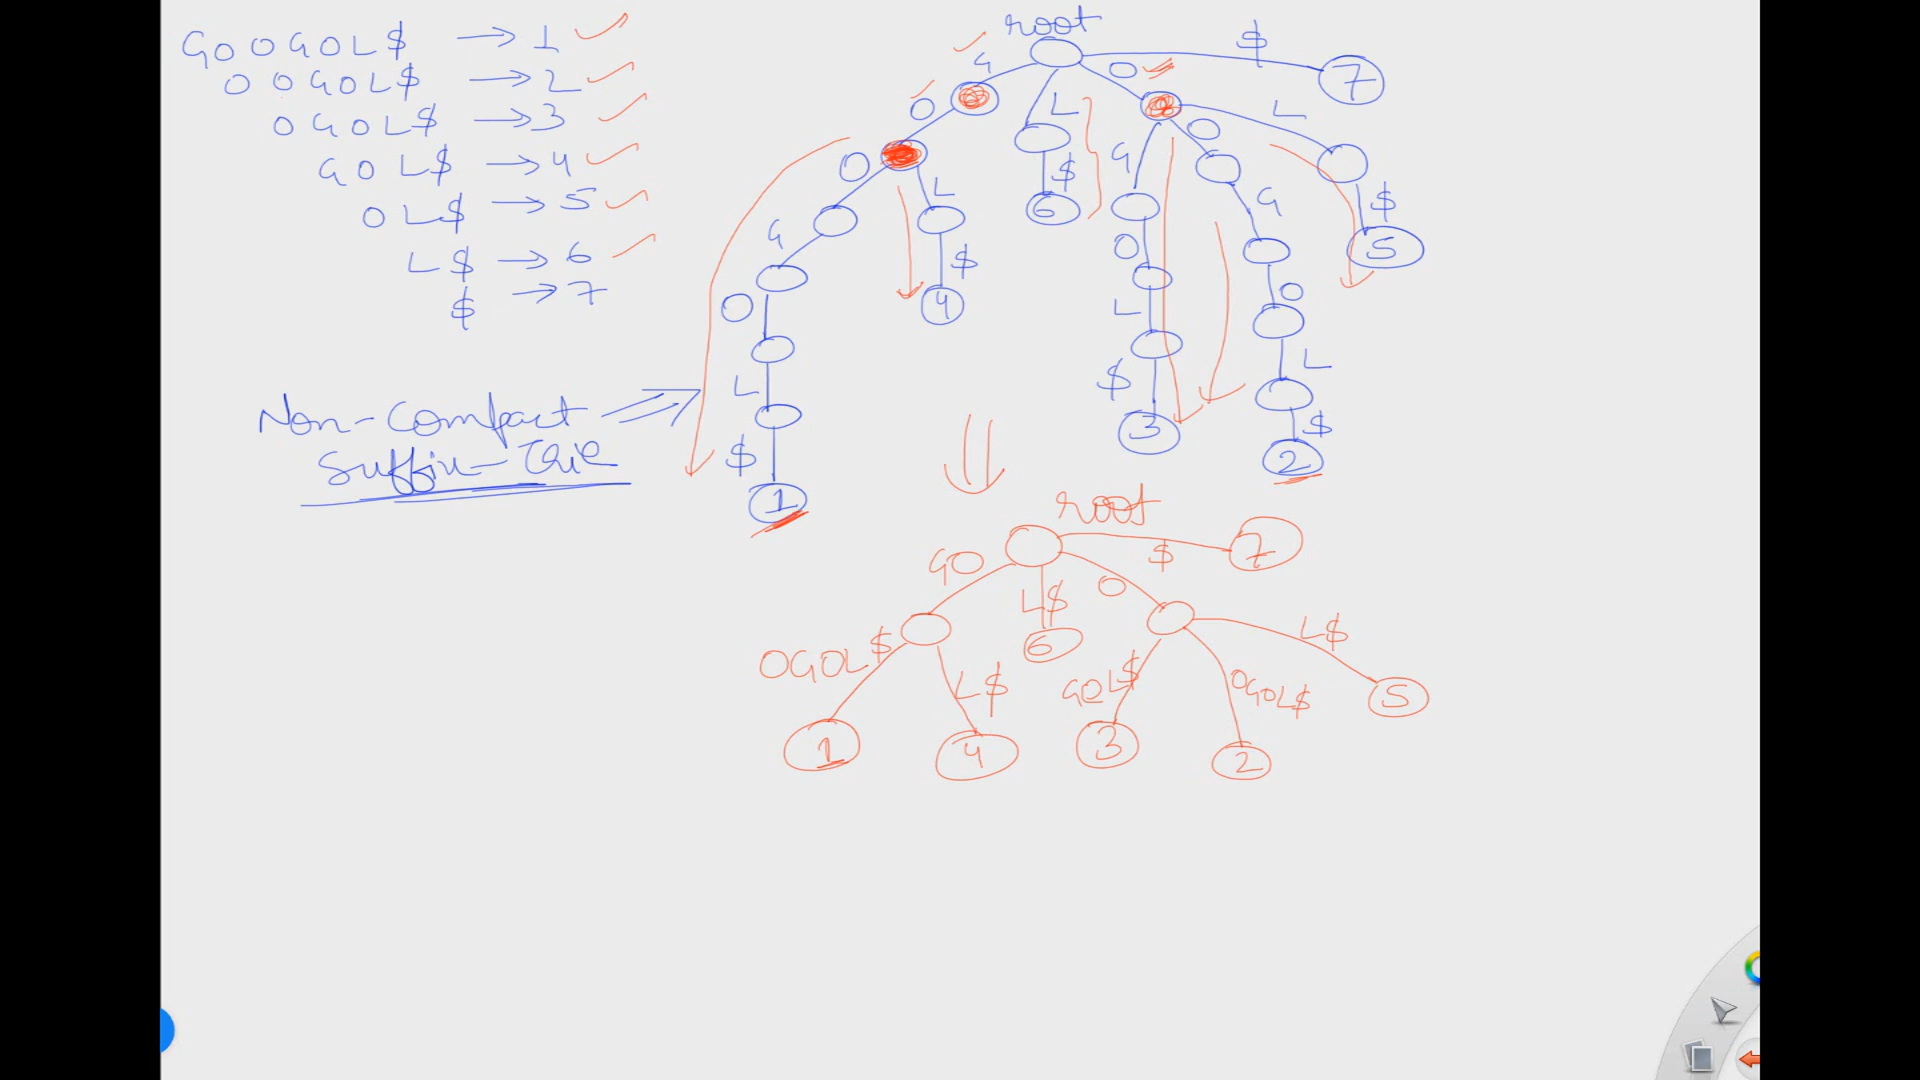 GOOGOL$ → 1
OOGOL$ → 2
OGOL$ → 3
GOL$ → 4
OL$ → 5
L$ → 6
$ → 7
Non-Compact
Suffix-Trie
root
G
O
$
7
O
L
O
L
O
G
L
$
6
G
$
5
G
$
4
O
O
O
L
L
L
$
$
3
$
2
1
root
GO
$
7
L$
O
6
L$
OGOL$
L$
GOL$
OGOL$
5
1
4
3
2